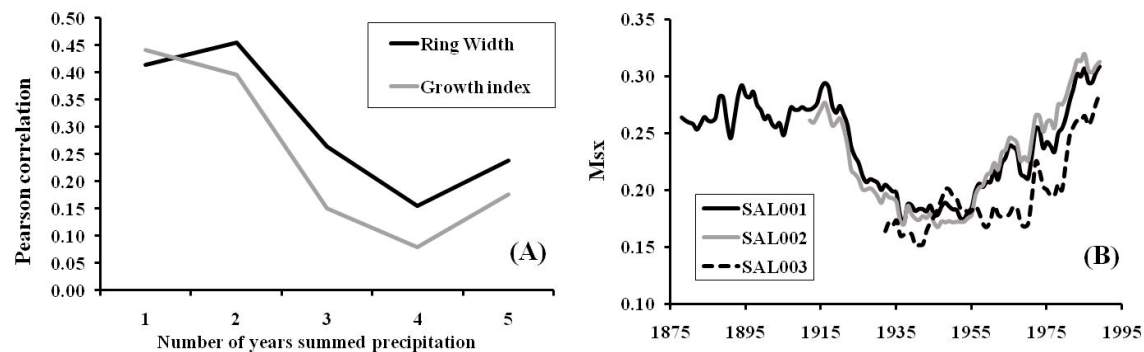 0.50
0.45
0.40
0.35
0.30
0.25
0.20
0.15
0.10
0.05
0.00
Pearson correlation
Ring Width
Growth index
(A)
1 2 3 4 5
Number of years summed precipitation
0.30
0.25
0.20
0.15
0.10
Msx
SAL001
SAL002
SAL003
(B)
1875 1895 1915 1935 1955 1975 1995